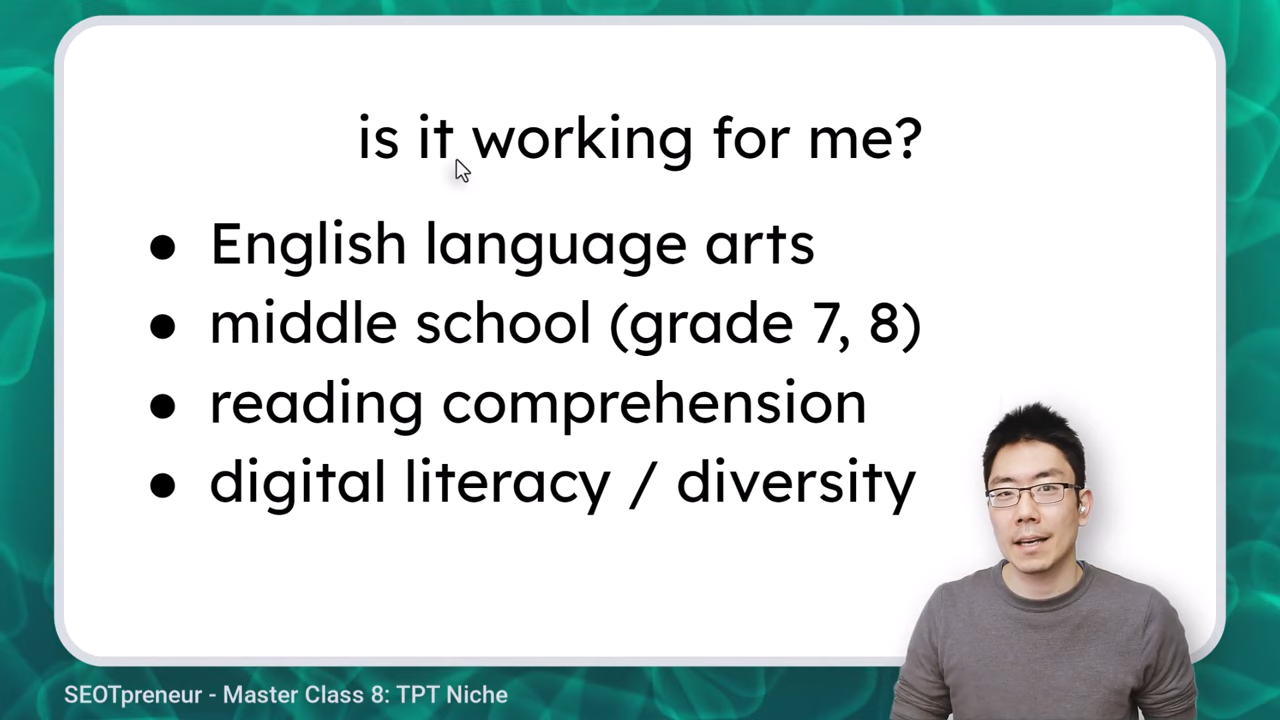 is it working for me?
● English language arts
● middle school (grade 7, 8)
● reading comprehension
● digital literacy / diversity
SEOTpreneur - Master Class 8: TPT Niche